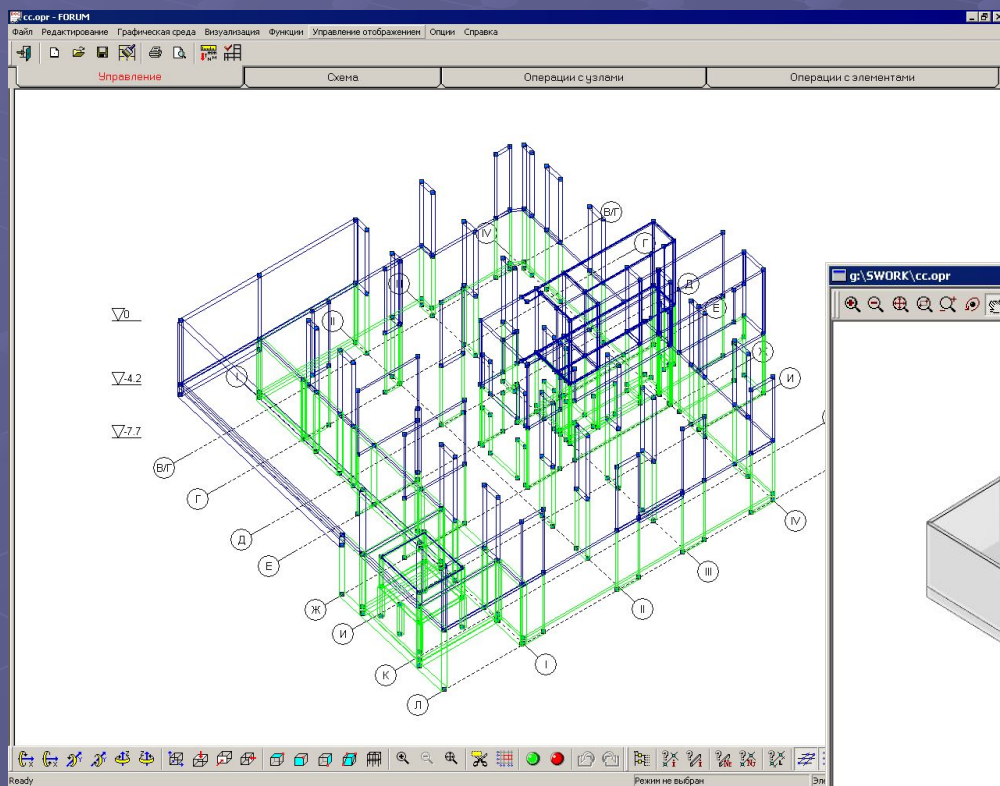 cc.opr - FORUM
Файл Редактирование Графическая среда Визуализация Функции Управление отображением Опции Справка
Управление Схема Операции с узлами Операции с элементами
В/Г
IV
Г
III
Д
Е
II
0
Ж
I
-4.2
И
-7.7
В/Г
Г
IV
Д
Е
III
Ж
II
И
I
К
Л
g:\SWORK\cc.opr
Ready Режим не выбран